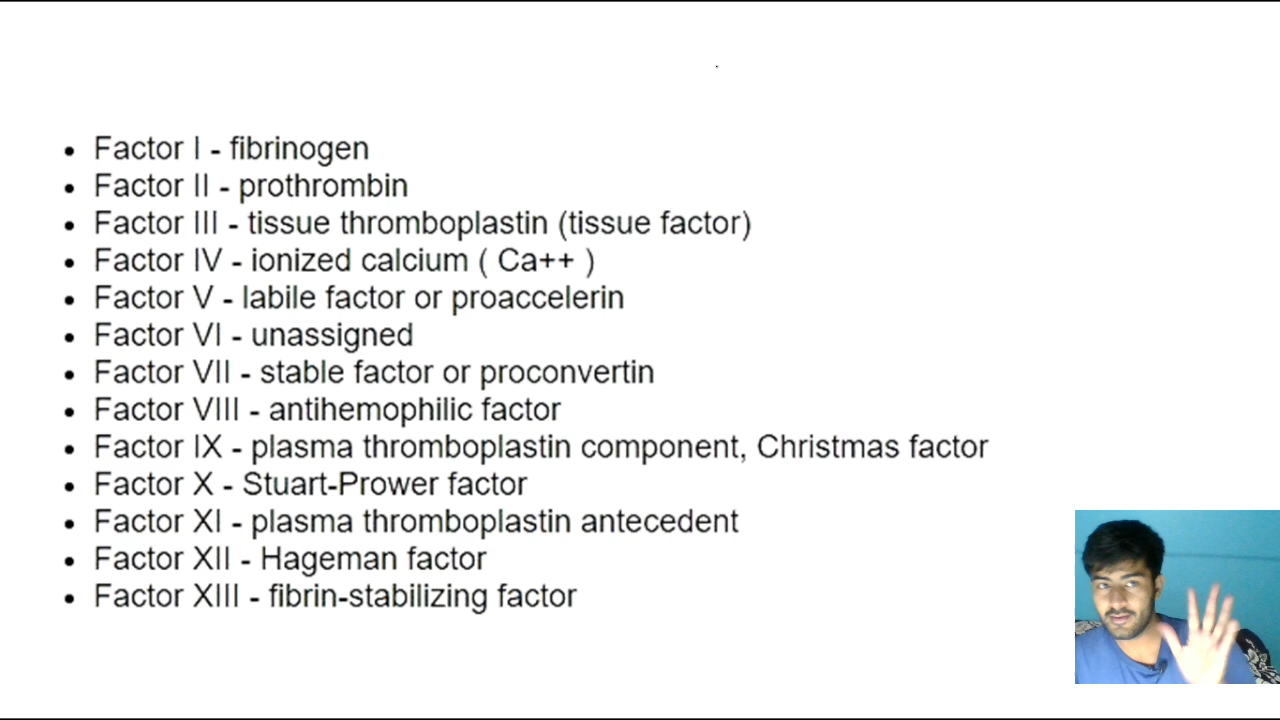 • Factor I - fibrinogen
• Factor II - prothrombin
• Factor III - tissue thromboplastin (tissue factor)
• Factor IV - ionized calcium ( Ca++ )
• Factor V - labile factor or proaccelerin
• Factor VI - unassigned
• Factor VII - stable factor or proconvertin
• Factor VIII - antihemophilic factor
• Factor IX - plasma thromboplastin component, Christmas factor
• Factor X - Stuart-Prower factor
• Factor XI - plasma thromboplastin antecedent
• Factor XII - Hageman factor
• Factor XIII - fibrin-stabilizing factor